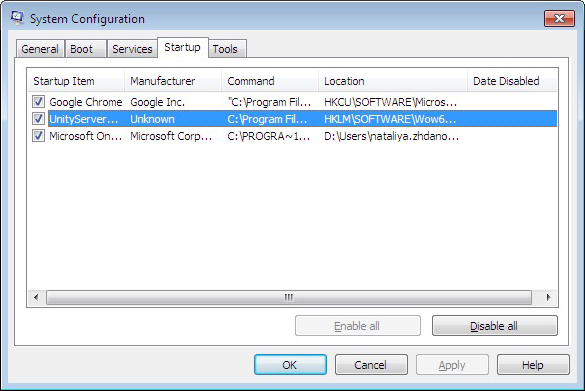 System Configuration
General Boot Services Startup Tools
Startup Item Manufacturer Command Location Date Disabled
Google Chrome Google Inc. "C:\Program Fil... HKCU\SOFTWARE\Micros...
UnityServer... Unknown C:\Program Fil... HKLM\SOFTWARE\Wow6...
Microsoft On... Microsoft Corp... C:\PROGRA~1... D:\Users\nataliya.zhdano...
Enable all Disable all
OK Cancel Apply Help